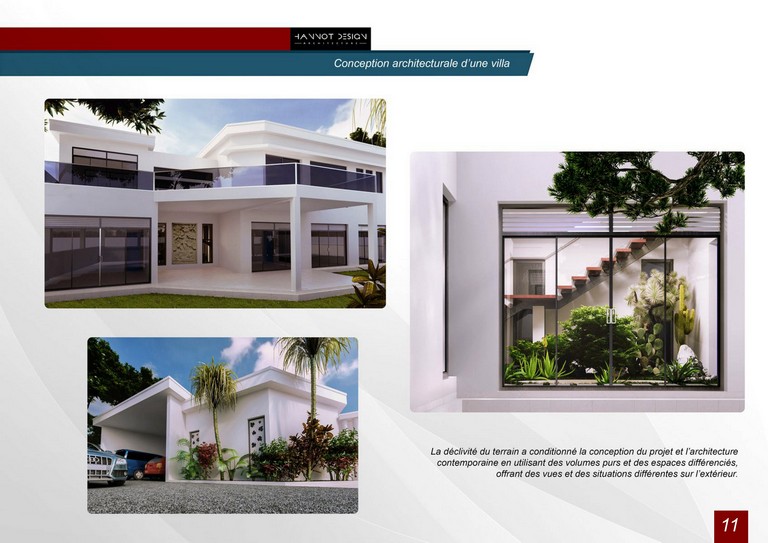 HANNOT DESIGN
ARCHITECTURE
Conception architecturale d'une villa
La déclivité du terrain a conditionné la conception du projet et l'architecture
contemporaine en utilisant des volumes purs et des espaces différenciés,
offrant des vues et des situations différentes sur l'extérieur.
11